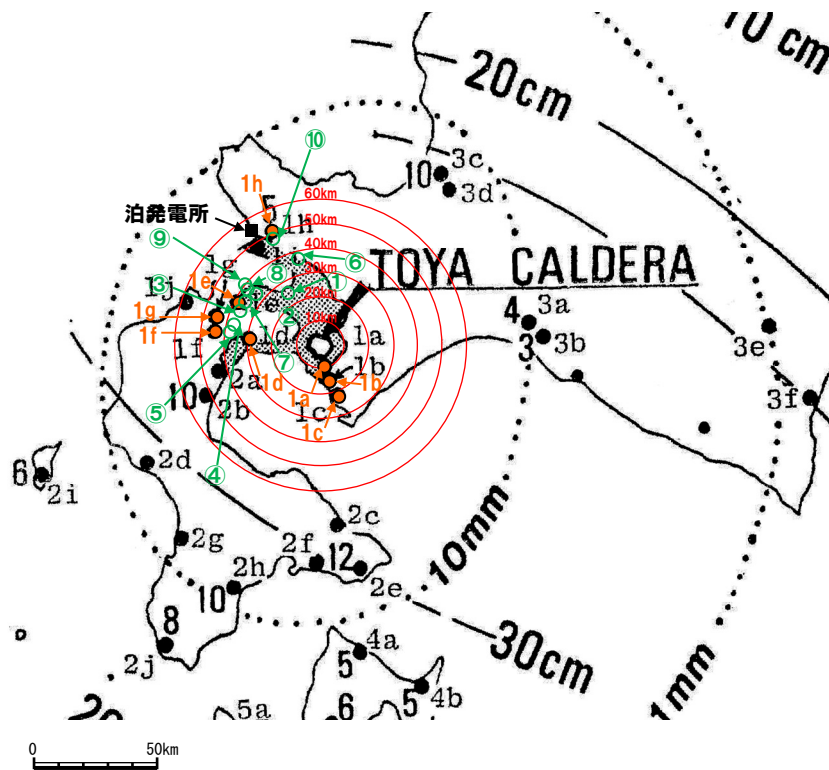 10 cm
20cm
⑩
3c
10
3d
60km
1h
5
50km
1h
泊発電所
40km
⑨
1g
⑧
⑥
30km
TOYA CALDERA
③
1e
①
1j
20km
1g
1e
10km
4
3a
②
1f
1d
1a
3
3b
3e
1f
⑦
1b
2a
1d
1b
1a
3f
10
2b
1c
⑤
1c
④
6
2i
2d
10mm
2c
2g
2f
12
2h
2e
10
30cm
8
4a
2j
5
1mm
4b
5
5a
6
20
0
50km